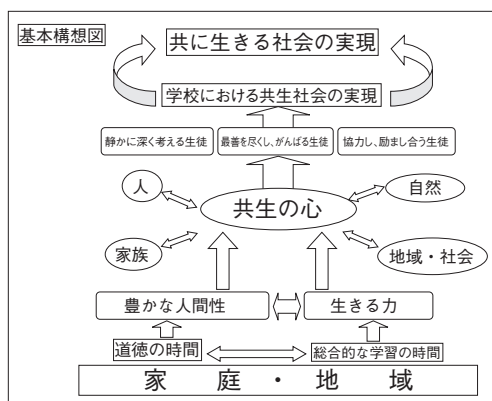 基本構想図
共に生きる社会の実現
学校における共生社会の実現
静かに深く考える生徒
最善を尽くし、がんばる生徒
協力し、励まし合う生徒
人
自然
共生の心
家族
地域・社会
豊かな人間性
生きる力
道徳の時間
総合的な学習の時間
家庭・地域